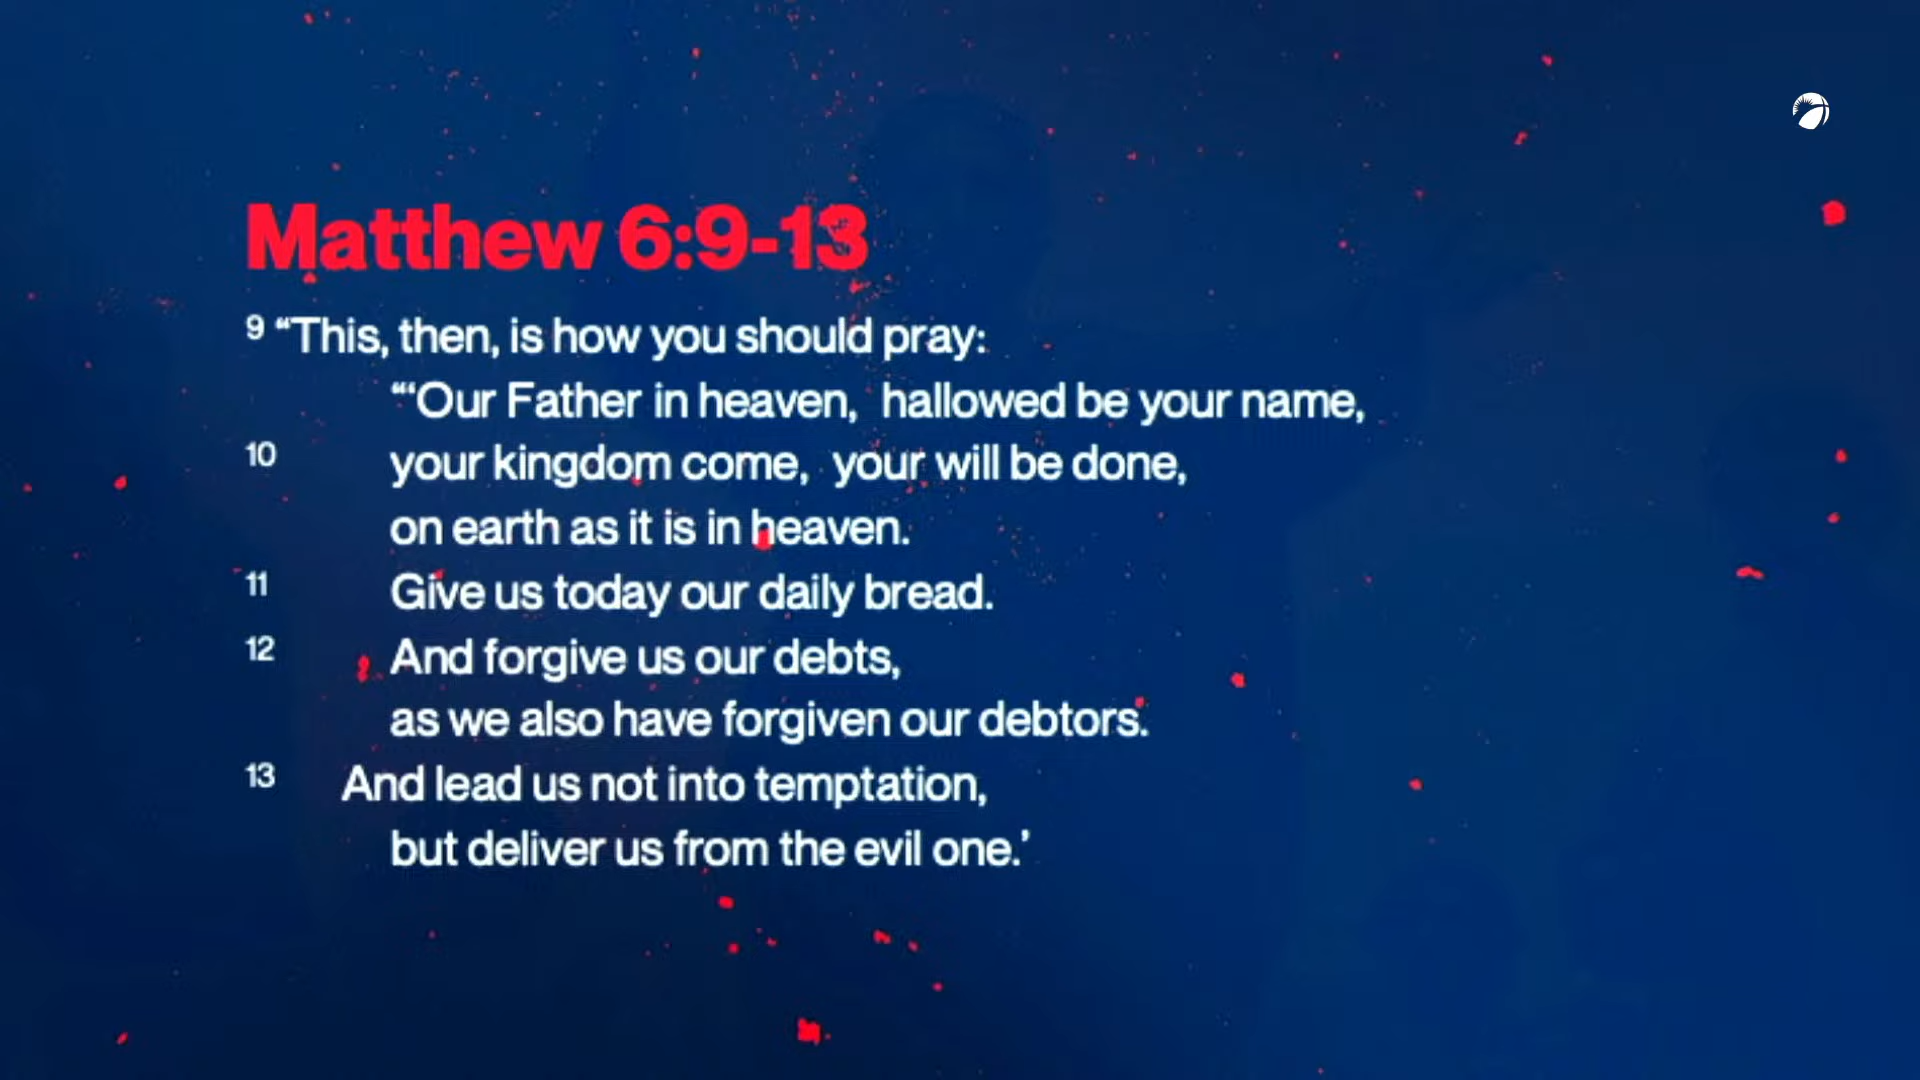 Matthew 6:9-13
9 “This, then, is how you should pray:
“‘Our Father in heaven, hallowed be your name,
10 your kingdom come, your will be done,
on earth as it is in heaven.
11 Give us today our daily bread.
12 And forgive us our debts,
as we also have forgiven our debtors.
13 And lead us not into temptation,
but deliver us from the evil one.’